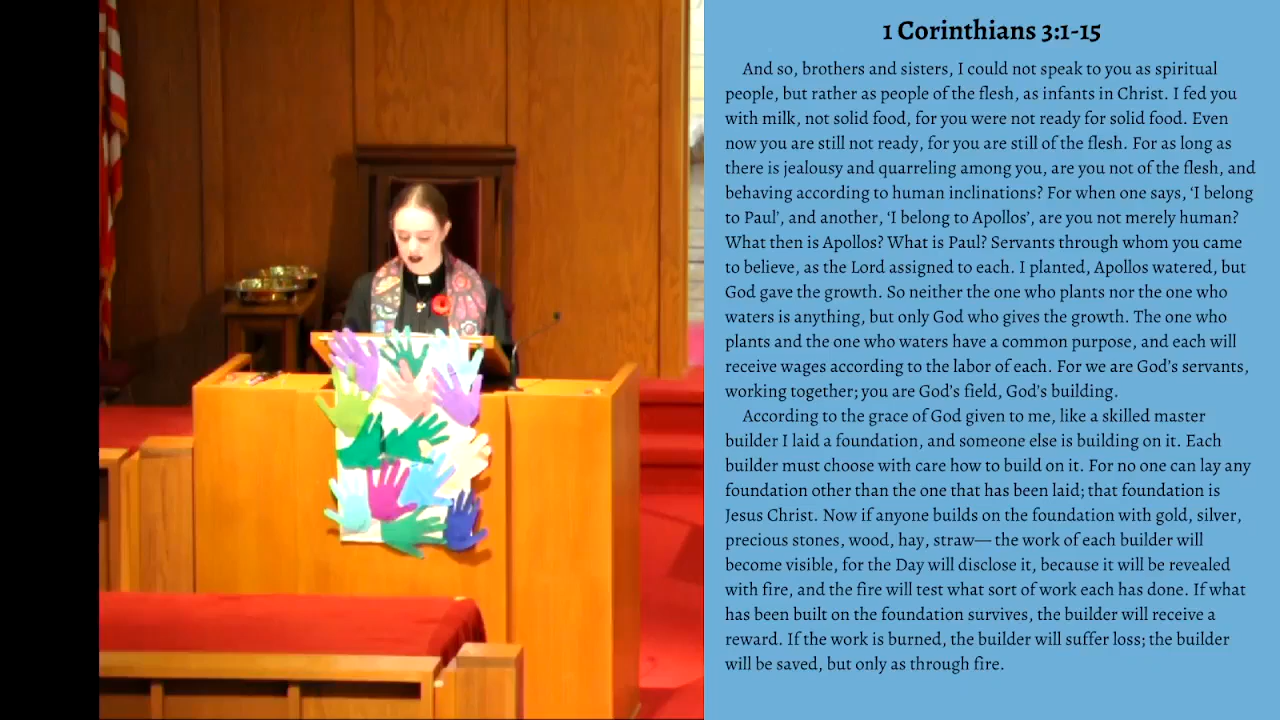 1 Corinthians 3:1-15
And so, brothers and sisters, I could not speak to you as spiritual
people, but rather as people of the flesh, as infants in Christ. I fed you
with milk, not solid food, for you were not ready for solid food. Even
now you are still not ready, for you are still of the flesh. For as long as
there is jealousy and quarreling among you, are you not of the flesh, and
behaving according to human inclinations? For when one says, ‘I belong
to Paul’, and another, ‘I belong to Apollos’, are you not merely human?
What then is Apollos? What is Paul? Servants through whom you came
to believe, as the Lord assigned to each. I planted, Apollos watered, but
God gave the growth. So neither the one who plants nor the one who
waters is anything, but only God who gives the growth. The one who
plants and the one who waters have a common purpose, and each will
receive wages according to the labor of each. For we are God’s servants,
working together; you are God’s field, God’s building.
According to the grace of God given to me, like a skilled master
builder I laid a foundation, and someone else is building on it. Each
builder must choose with care how to build on it. For no one can lay any
foundation other than the one that has been laid; that foundation is
Jesus Christ. Now if anyone builds on the foundation with gold, silver,
precious stones, wood, hay, straw— the work of each builder will
become visible, for the Day will disclose it, because it will be revealed
with fire, and the fire will test what sort of work each has done. If what
has been built on the foundation survives, the builder will receive a
reward. If the work is burned, the builder will suffer loss; the builder
will be saved, but only as through fire.